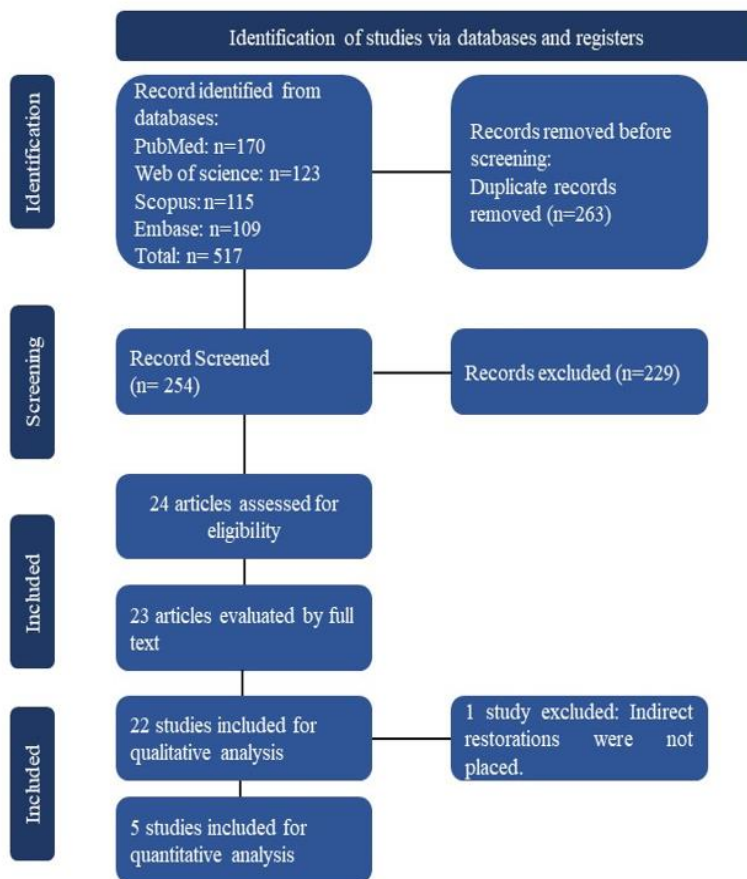 Identification of studies via databases and registers
Identification
Record identified from
databases:
PubMed: n=170
Web of science: n=123
Scopus: n=115
Embase: n=109
Total: n= 517
Records removed before
screening:
Duplicate records
removed (n=263)
Screening
Record Screened
(n= 254)
Records excluded (n=229)
Included
24 articles assessed for
eligibility
23 articles evaluated by full
text
Included
22 studies included for
qualitative analysis
1 study excluded: Indirect
restorations were not
placed.
5 studies included for
quantitative analysis